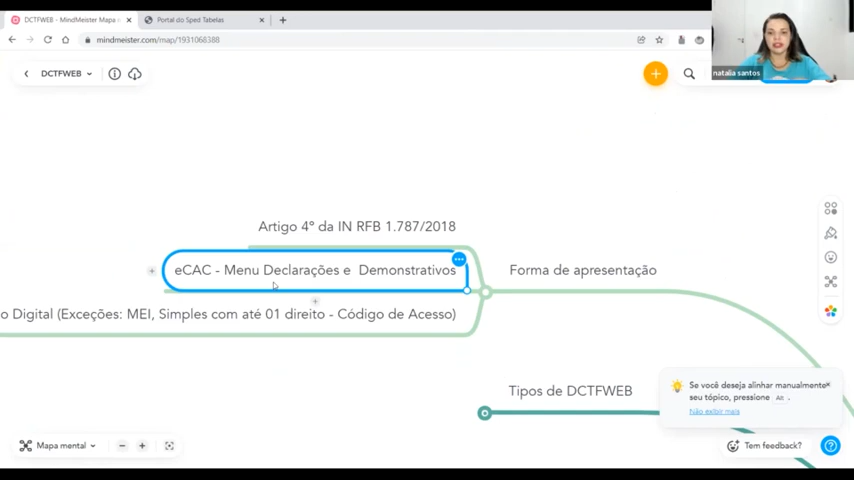 DCTFWEB - MindMeister Mapa
Portal do Sped Tabelas
mindmeister.com/map/1931068388
natalia santos
DCTFWEB
Artigo 4º da IN RFB 1.787/2018
eCAC - Menu Declarações e Demonstrativos
Forma de apresentação
o Digital (Exceções: MEI, Simples com até 01 direito - Código de Acesso)
Tipos de DCTFWEB
Se você deseja alinhar manualmente
seu tópico, pressione Alt .
Não exibir mais
Mapa mental
Tem feedback?